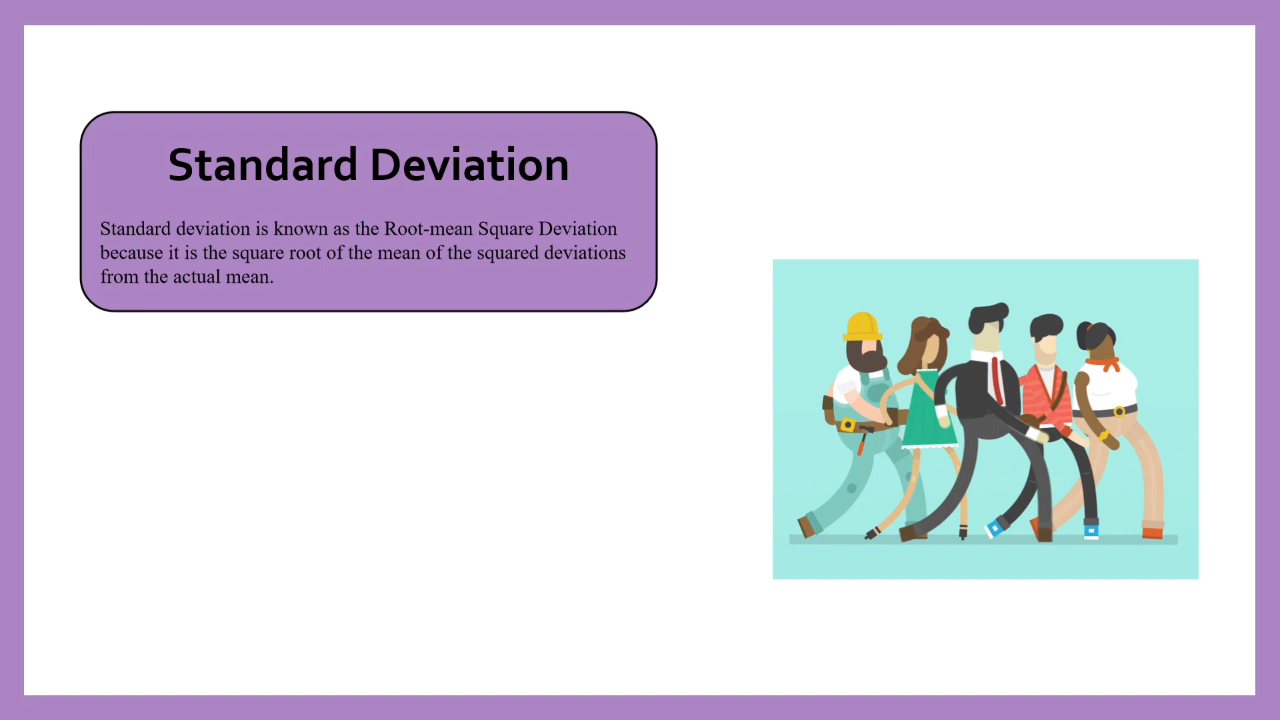 Standard Deviation
Standard deviation is known as the Root-mean Square Deviation
because it is the square root of the mean of the squared deviations
from the actual mean.